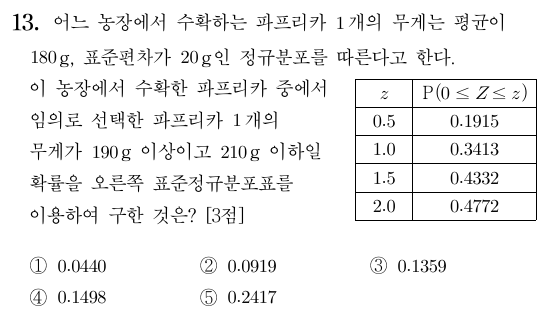 13. 어느 농장에서 수확하는 파프리카 1개의 무게는 평균이
180g, 표준편차가 20g인 정규분포를 따른다고 한다.
이 농장에서 수확한 파프리카 중에서
임의로 선택한 파프리카 1개의
무게가 190g 이상이고 210g 이하일
확률을 오른쪽 표준정규분포표를
이용하여 구한 것은? [3점]
z P(0≤Z≤z)
0.5 0.1915
1.0 0.3413
1.5 0.4332
2.0 0.4772
① 0.0440 ② 0.0919 ③ 0.1359
④ 0.1498 ⑤ 0.2417